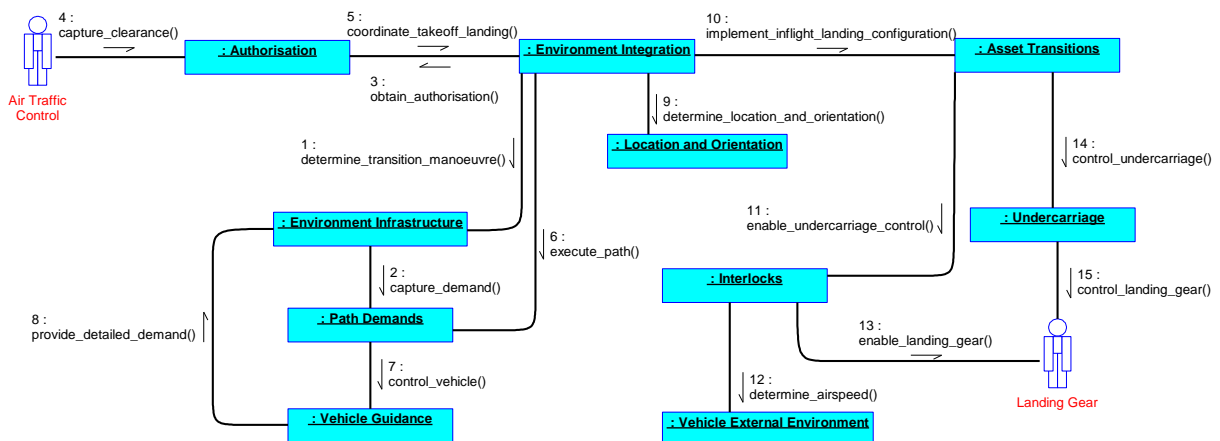 4 :
capture_clearance()
5 :
coordinate_takeoff_landing()
10 :
implement_inflight_landing_configuration()
: Authorisation
: Environment Integration
: Asset Transitions
3 :
obtain_authorisation()
Air Traffic
Control
9 :
determine_location_and_orientation()
: Location and Orientation
1 :
determine_transition_manoeuvre()
14 :
control_undercarriage()
: Environment Infrastructure
11 :
enable_undercarriage_control()
: Undercarriage
6 :
execute_path()
2 :
capture_demand()
: Interlocks
15 :
control_landing_gear()
: Path Demands
8 :
provide_detailed_demand()
13 :
enable_landing_gear()
7 :
control_vehicle()
12 :
determine_airspeed()
Landing Gear
: Vehicle Guidance
: Vehicle External Environment